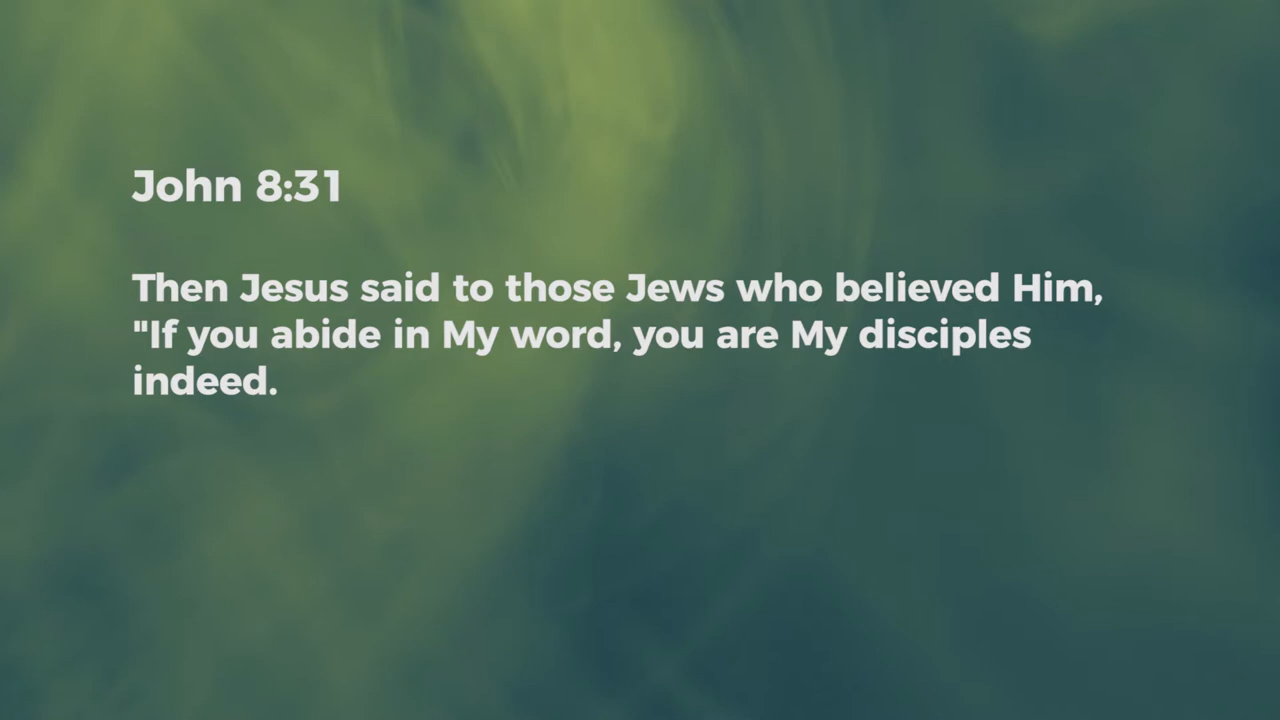 John 8:31
Then Jesus said to those Jews who believed Him,
"If you abide in My word, you are My disciples
indeed.